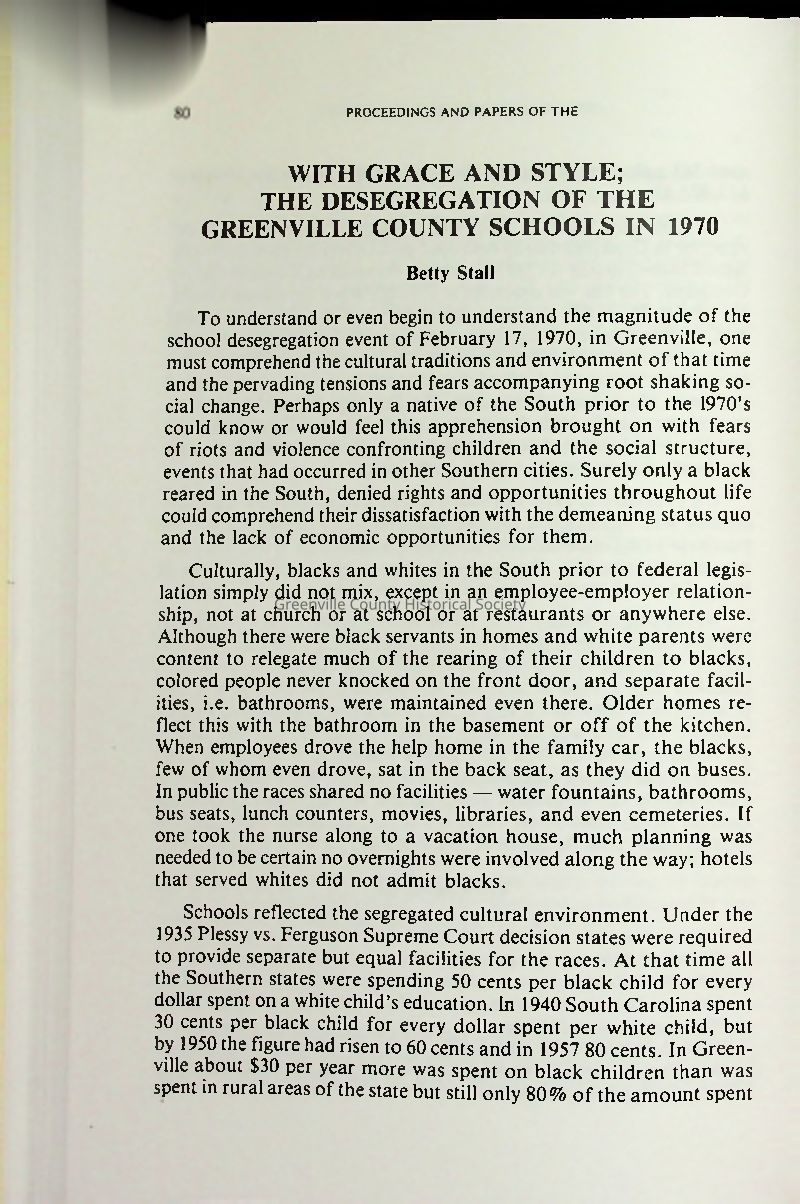 80
PROCEEDINGS AND PAPERS OF THE
WITH GRACE AND STYLE;
THE DESEGREGATION OF THE
GREENVILLE COUNTY SCHOOLS IN 1970
Betty Stall
To understand or even begin to understand the magnitude of the
school desegregation event of February 17, 1970, in Greenville, one
must comprehend the cultural traditions and environment of that time
and the pervading tensions and fears accompanying root shaking so-
cial change. Perhaps only a native of the South prior to the 1970's
could know or would feel this apprehension brought on with fears
of riots and violence confronting children and the social structure,
events that had occurred in other Southern cities. Surely only a black
reared in the South, denied rights and opportunities throughout life
could comprehend their dissatisfaction with the demeaning status quo
and the lack of economic opportunities for them.
Culturally, blacks and whites in the South prior to federal legis-
lation simply did not mix, except in an employee-employer relation-
Greenville County Historical Society
ship, not at church or at school or at restaurants or anywhere else.
Although there were black servants in homes and white parents were
content to relegate much of the rearing of their children to blacks,
colored people never knocked on the front door, and separate facil-
ities, i.e. bathrooms, were maintained even there. Older homes re-
flect this with the bathroom in the basement or off of the kitchen.
When employees drove the help home in the family car, the blacks,
few of whom even drove, sat in the back seat, as they did on buses.
In public the races shared no facilities — water fountains, bathrooms,
bus seats, lunch counters, movies, libraries, and even cemeteries. If
one took the nurse along to a vacation house, much planning was
needed to be certain no overnights were involved along the way; hotels
that served whites did not admit blacks.
Schools reflected the segregated cultural environment. Under the
1935 Plessy vs. Ferguson Supreme Court decision states were required
to provide separate but equal facilities for the races. At that time all
the Southern states were spending 50 cents per black child for every
dollar spent on a white child's education. In 1940 South Carolina spent
30 cents per black child for every dollar spent per white child, but
by 1950 the figure had risen to 60 cents and in 1957 80 cents. In Green-
ville about $30 per year more was spent on black children than was
spent in rural areas of the state but still only 80% of the amount spent